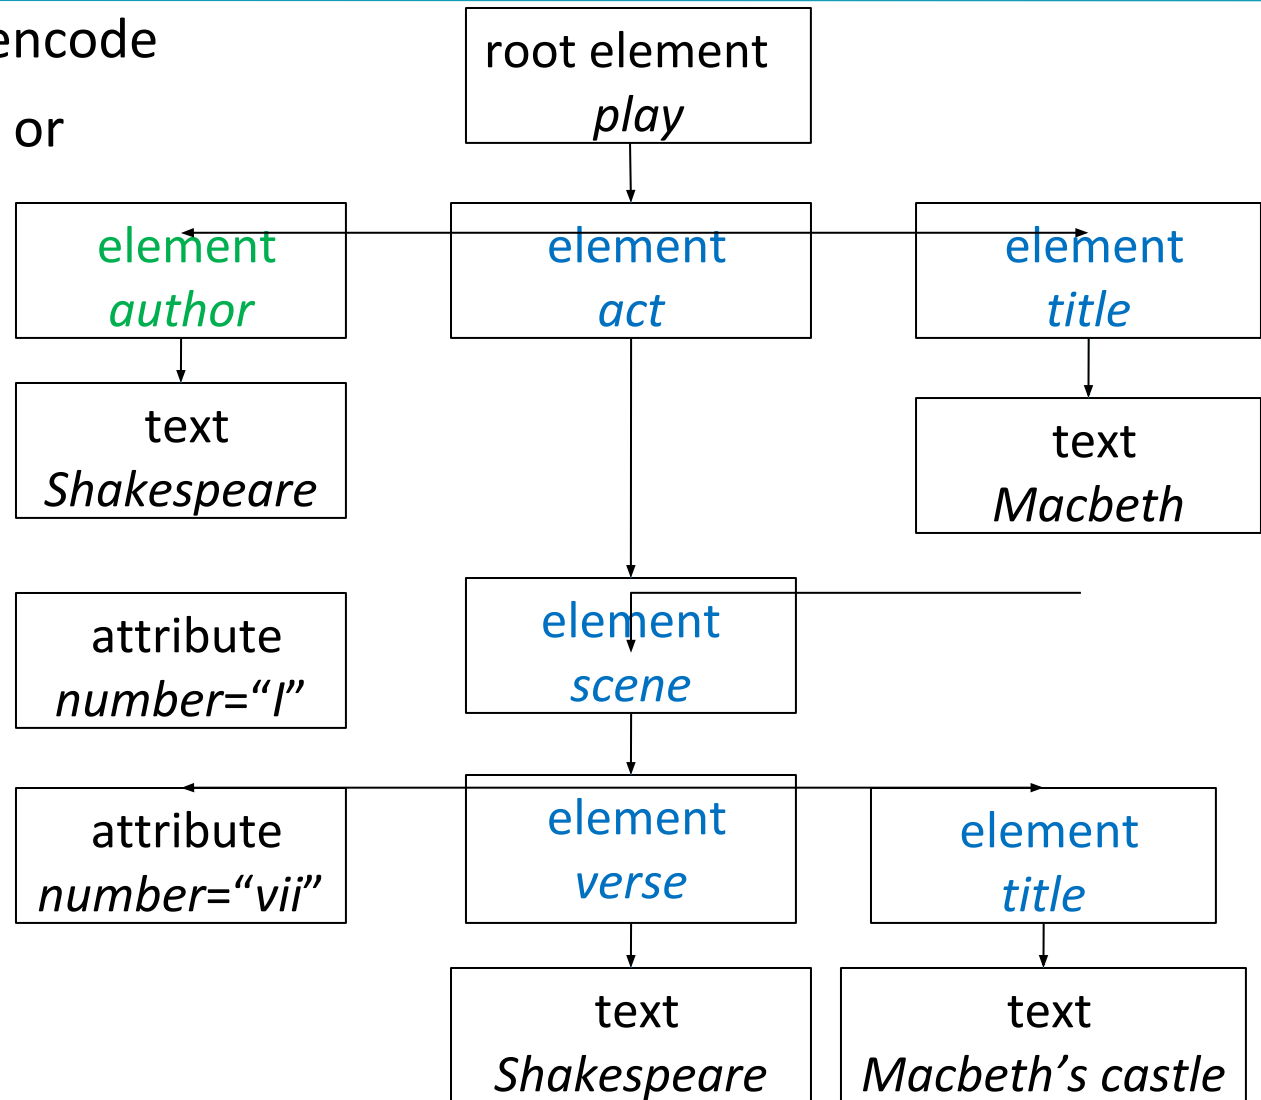 encode
or
root element
play
element
author
element
act
element
title
text
Shakespeare
text
Macbeth
attribute
number=“I”
element
scene
attribute
number=“vii”
element
verse
element
title
text
Shakespeare
text
Macbeth’s castle